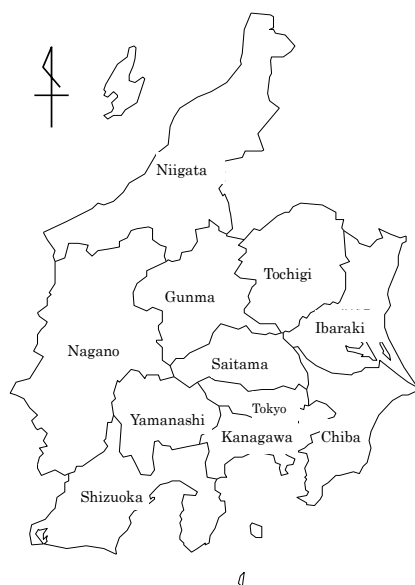 Niigata
Tochigi
Gunma
Ibaraki
Nagano
Saitama
Tokyo
Yamanashi
Kanagawa
Chiba
Shizuoka